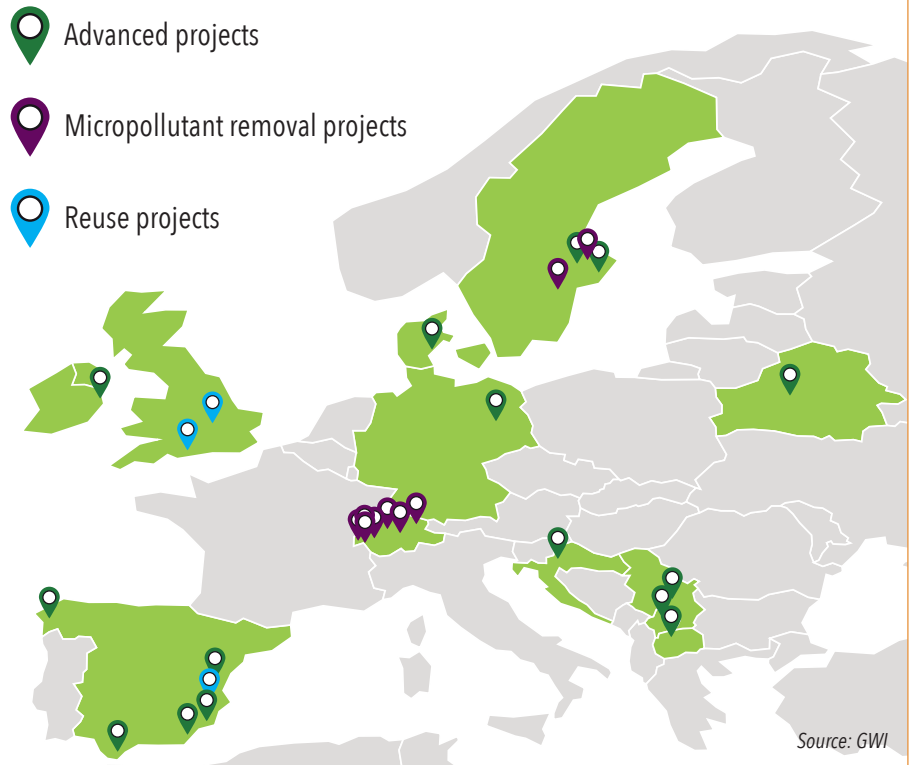 Advanced projects
Micropollutant removal projects
Reuse projects
Source: GWI